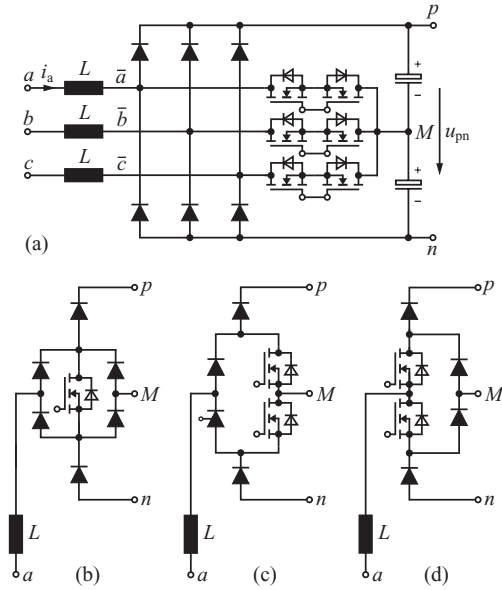 p
a i_a L a̅
+
−
b L b̅
M u_pn
c L c̅
+
−
(a)
n
p p p
M M M
n n n
L L L
a (b) a (c) a (d)